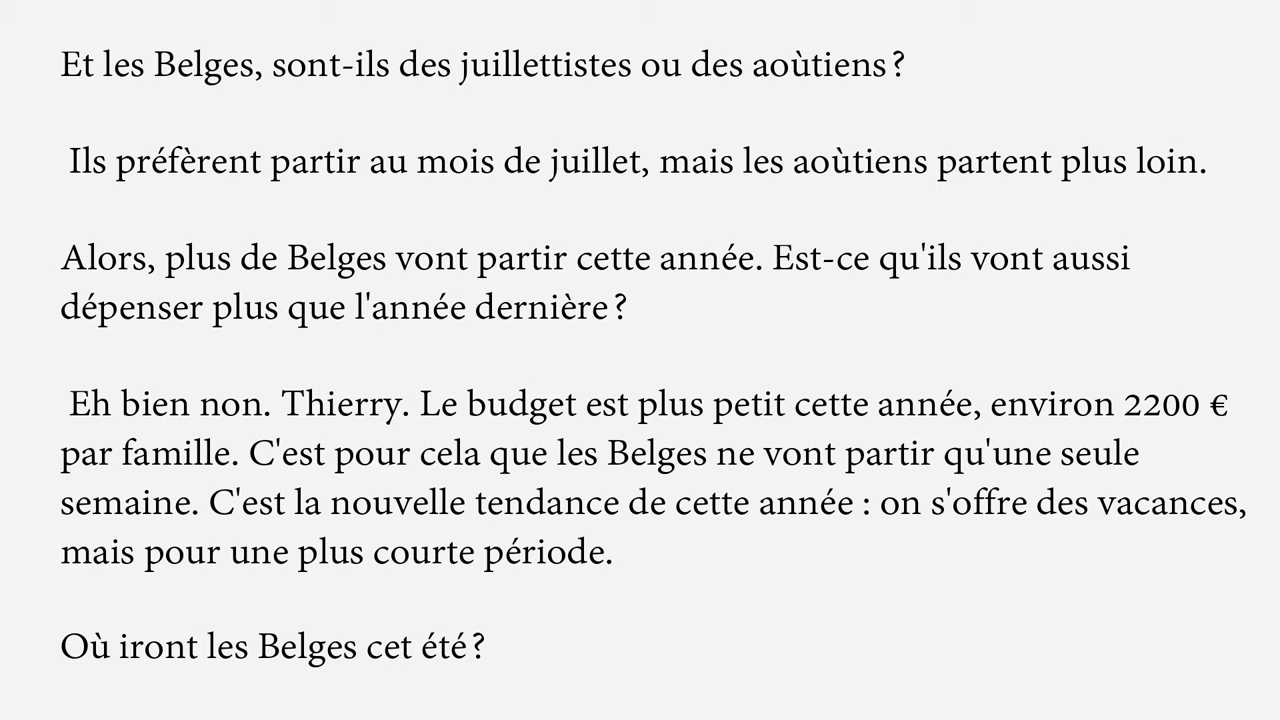 Et les Belges, sont-ils des juillettistes ou des aoùtiens ?
Ils préfèrent partir au mois de juillet, mais les aoùtiens partent plus loin.
Alors, plus de Belges vont partir cette année. Est-ce qu'ils vont aussi
dépenser plus que l'année dernière ?
Eh bien non. Thierry. Le budget est plus petit cette année, environ 2200 €
par famille. C'est pour cela que les Belges ne vont partir qu'une seule
semaine. C'est la nouvelle tendance de cette année : on s'offre des vacances,
mais pour une plus courte période.
Où iront les Belges cet été ?